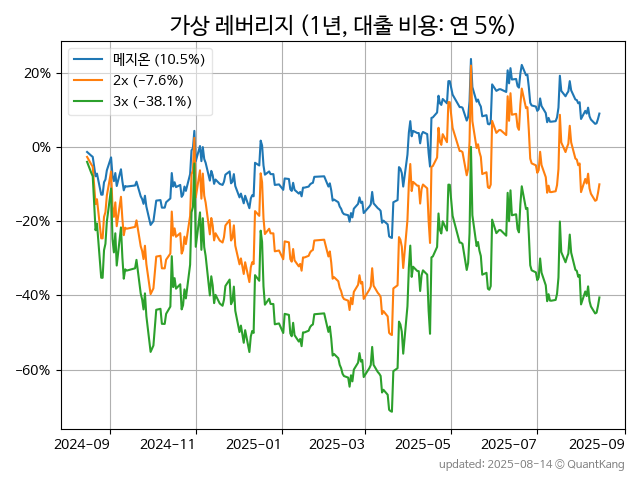 가상 레버리지 (1년, 대출 비용: 연 5%)
메지온 (10.5%)
2x (−7.6%)
3x (−38.1%)
20%
0%
−20%
−40%
−60%
2024−09 2024−11 2025−01 2025−03 2025−05 2025−07 2025−09
updated: 2025-08-14 © QuantKang